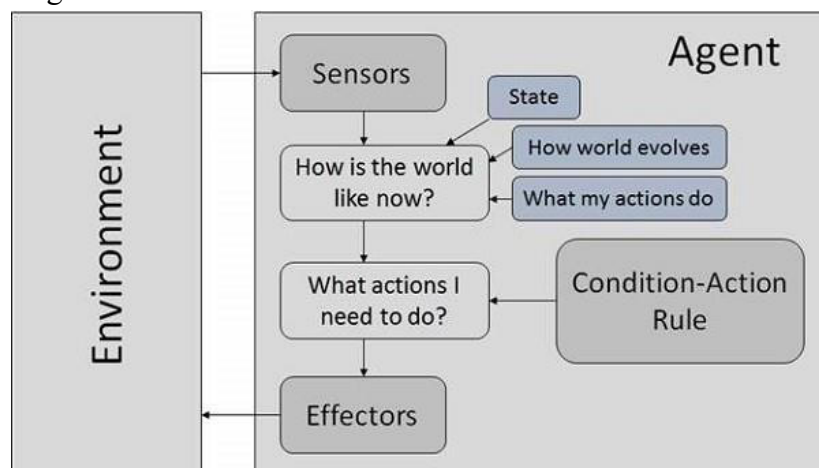 Agent
Sensors
State
How world evolves
What my actions do
How is the world
like now?
Environment
What actions I
need to do?
Condition-Action
Rule
Effectors